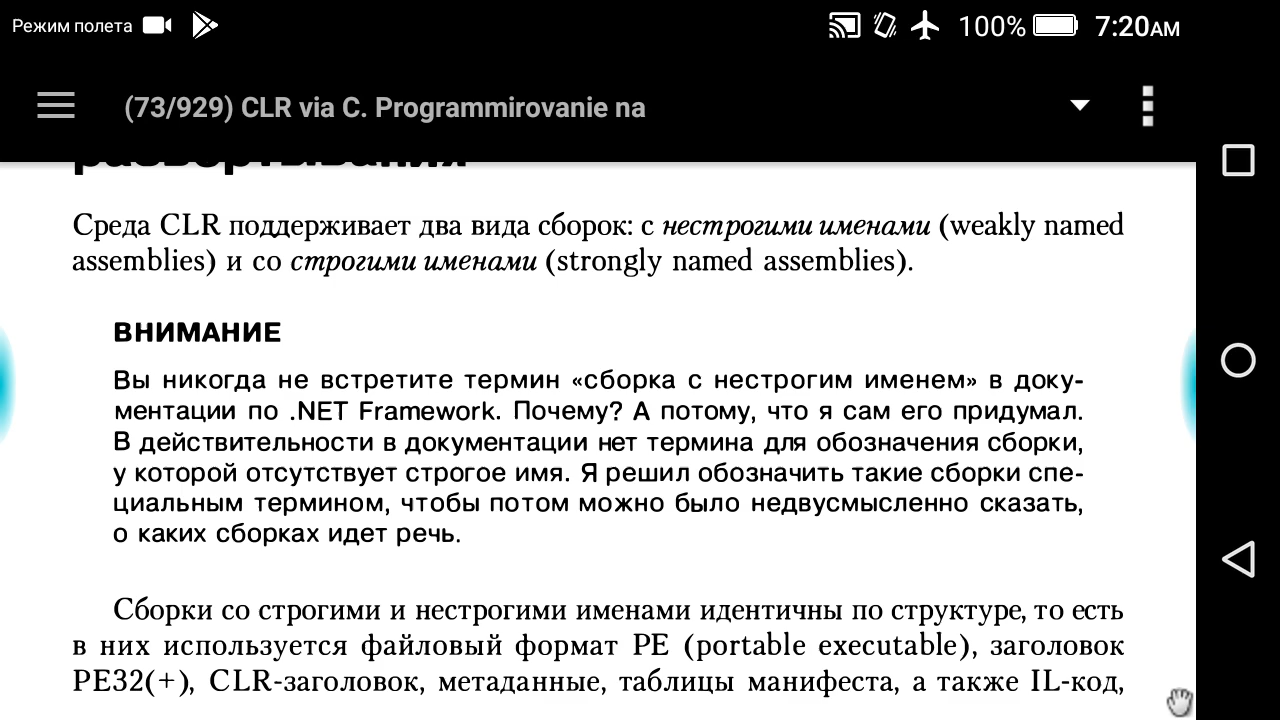 Режим полета 100% 7:20AM
(73/929) CLR via C. Programmirovanie na
развертывания
Среда CLR поддерживает два вида сборок: с нестрогими именами (weakly named
assemblies) и со строгими именами (strongly named assemblies).
ВНИМАНИЕ
Вы никогда не встретите термин «сборка с нестрогим именем» в доку-
ментации по .NET Framework. Почему? А потому, что я сам его придумал.
В действительности в документации нет термина для обозначения сборки,
у которой отсутствует строгое имя. Я решил обозначить такие сборки спе-
циальным термином, чтобы потом можно было недвусмысленно сказать,
о каких сборках идет речь.
Сборки со строгими и нестрогими именами идентичны по структуре, то есть
в них используется файловый формат PE (portable executable), заголовок
PE32(+), CLR-заголовок, метаданные, таблицы манифеста, а также IL-код,